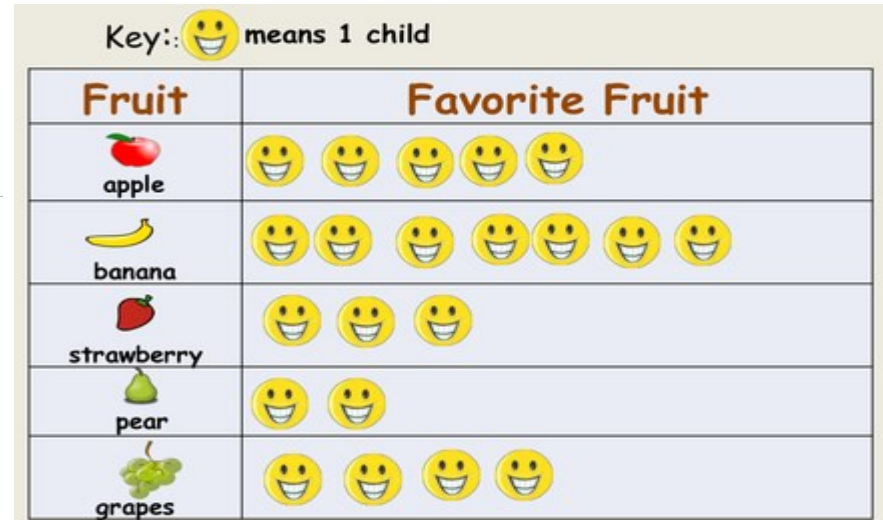 Key:: means 1 child
Fruit Favorite Fruit
apple
banana
strawberry
pear
grapes